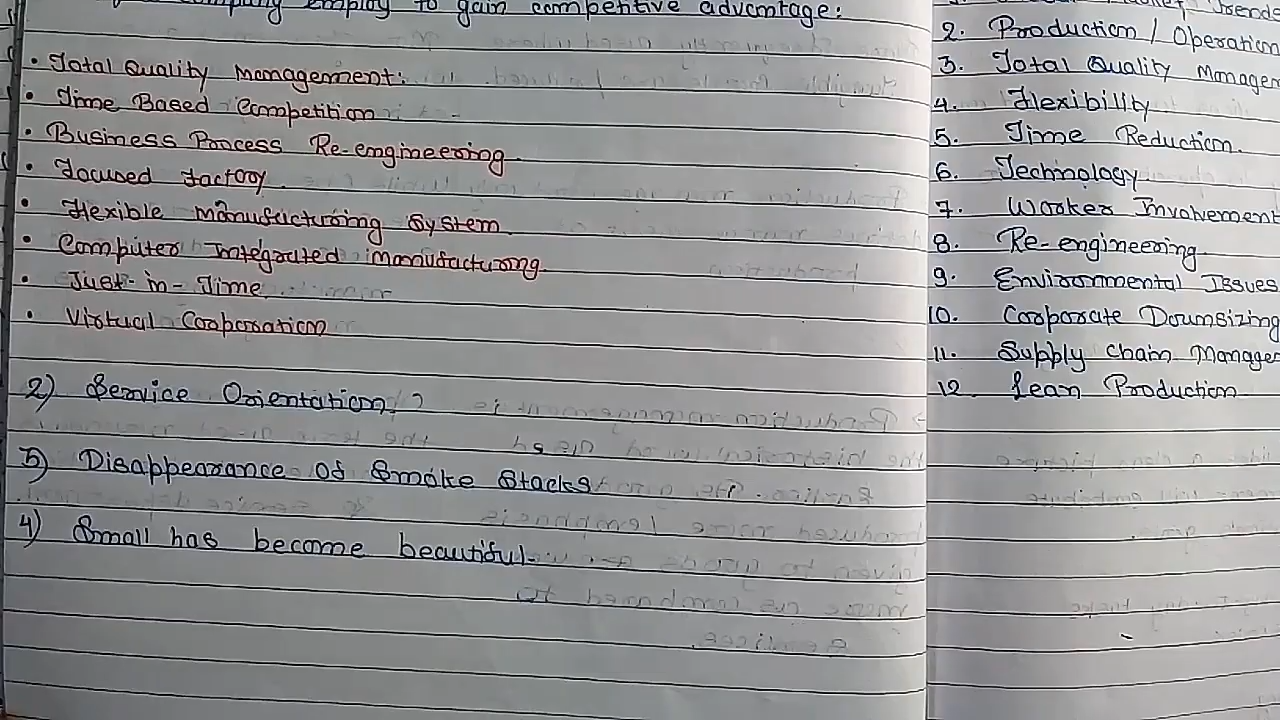 company employ to gain competitive advantage:
• Total Quality Management:
• Time Based Competition
• Business Process Re-engineering
• Focused factory
• Flexible manufacturing System
• Computer Integrated manufacturing
• Just-in-Time
• Virtual Corporation
2) Service Orientation
3) Disappearance Of Smoke Stacks
4) Small has become beautiful.
Trends
2. Production / Operation
3. Total Quality Manage
4. Flexibility
5. Time Reduction.
6. Technology
7. Worker Involvement
8. Re-engineering
9. Environmental Issues
10. Corporate Downsizing
11. Supply Chain Manage
12. Lean Production